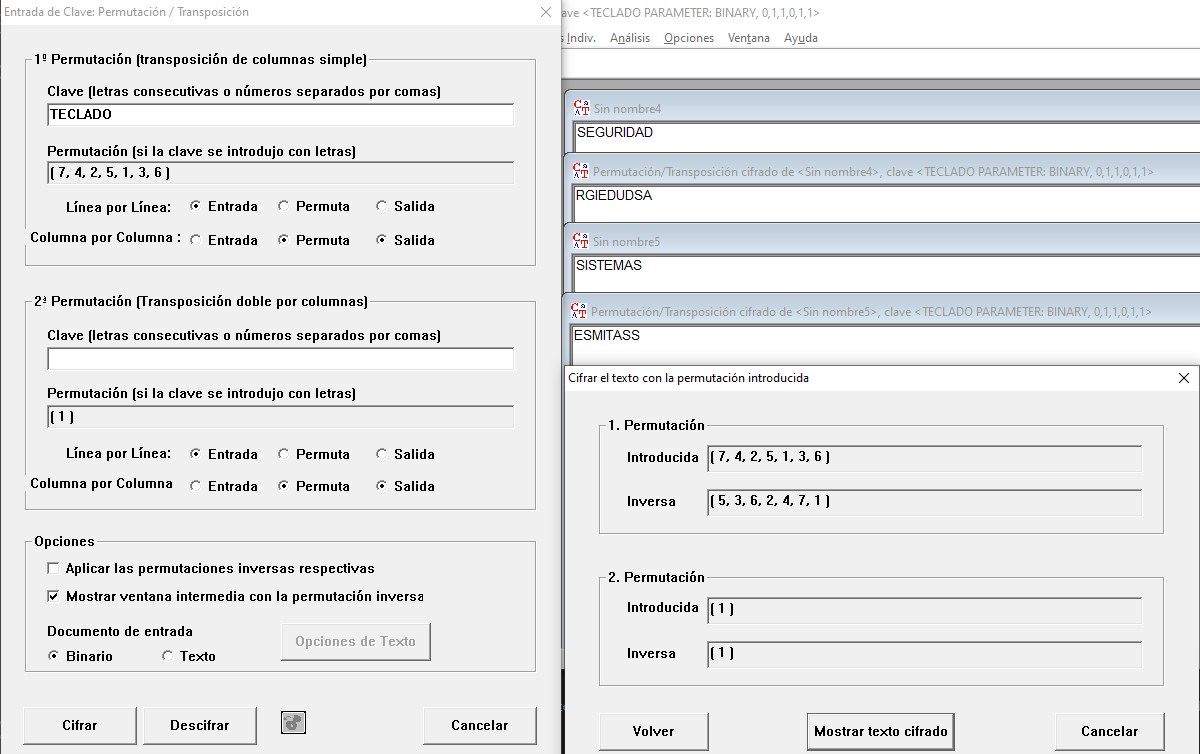 Entrada de Clave: Permutación / Transposición
1º Permutación (transposición de columnas simple)
Clave (letras consecutivas o números separados por comas)
TECLADO
Permutación (si la clave se introdujo con letras)
( 7, 4, 2, 5, 1, 3, 6 )
Línea por Línea: Entrada Permuta Salida
Columna por Columna : Entrada Permuta Salida
2ª Permutación (Transposición doble por columnas)
Clave (letras consecutivas o números separados por comas)
Permutación (si la clave se introdujo con letras)
( 1 )
Línea por Línea: Entrada Permuta Salida
Columna por Columna Entrada Permuta Salida
Opciones
Aplicar las permutaciones inversas respectivas
Mostrar ventana intermedia con la permutación inversa
Documento de entrada
Opciones de Texto
Binario Texto
Cifrar Descifrar Cancelar
ave <TECLADO PARAMETER: BINARY, 0,1,1,0,1,1>
s Indiv. Análisis Opciones Ventana Ayuda
Sin nombre4
SEGURIDAD
Permutación/Transposición cifrado de <Sin nombre4>, clave <TECLADO PARAMETER: BINARY, 0,1,1,0,1,1>
RGIEDUDSA
Sin nombre5
SISTEMAS
Permutación/Transposición cifrado de <Sin nombre5>, clave <TECLADO PARAMETER: BINARY, 0,1,1,0,1,1>
ESMITASS
Cifrar el texto con la permutación introducida
1. Permutación
Introducida ( 7, 4, 2, 5, 1, 3, 6 )
Inversa ( 5, 3, 6, 2, 4, 7, 1 )
2. Permutación
Introducida ( 1 )
Inversa ( 1 )
Volver Mostrar texto cifrado Cancelar